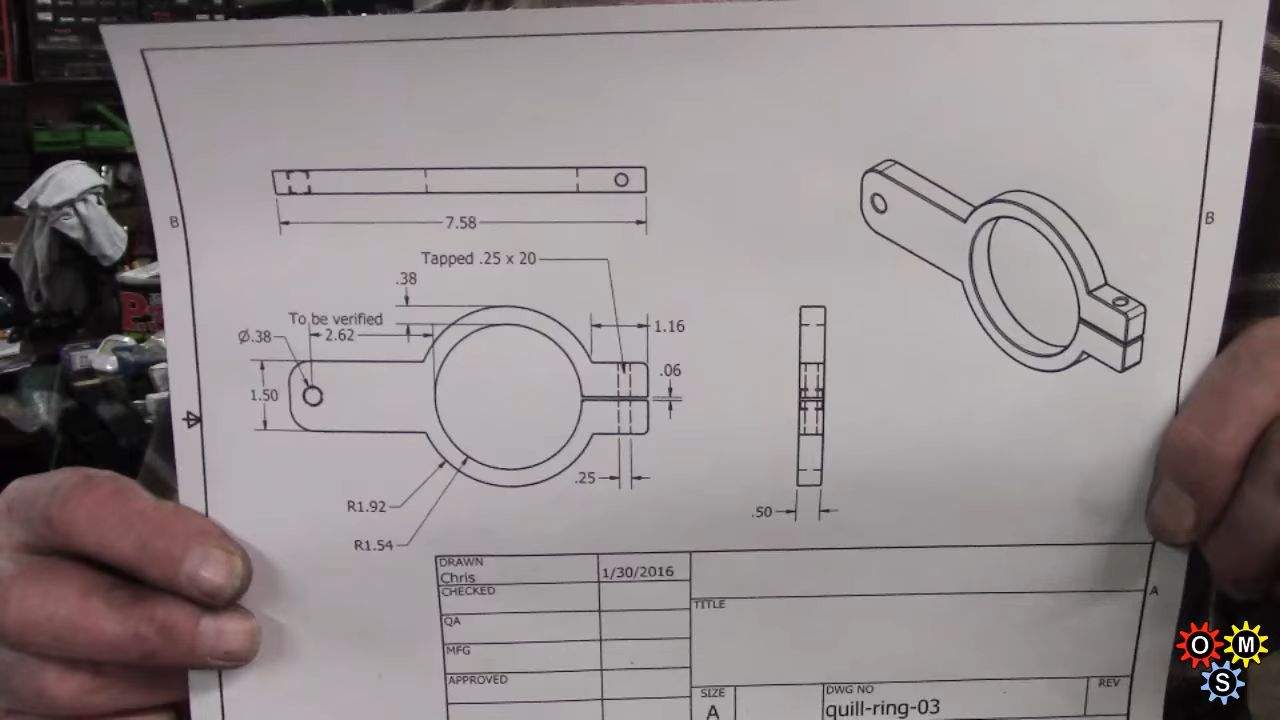 B
B
7.58
Tapped .25 x 20
.38
To be verified
2.62
Ø.38
1.16
.06
1.50
.25
R1.92
R1.54
.50
DRAWN
Chris
1/30/2016
CHECKED
QA
MFG
APPROVED
TITLE
A
SIZE
A
DWG NO
quill-ring-03
REV
O M
S